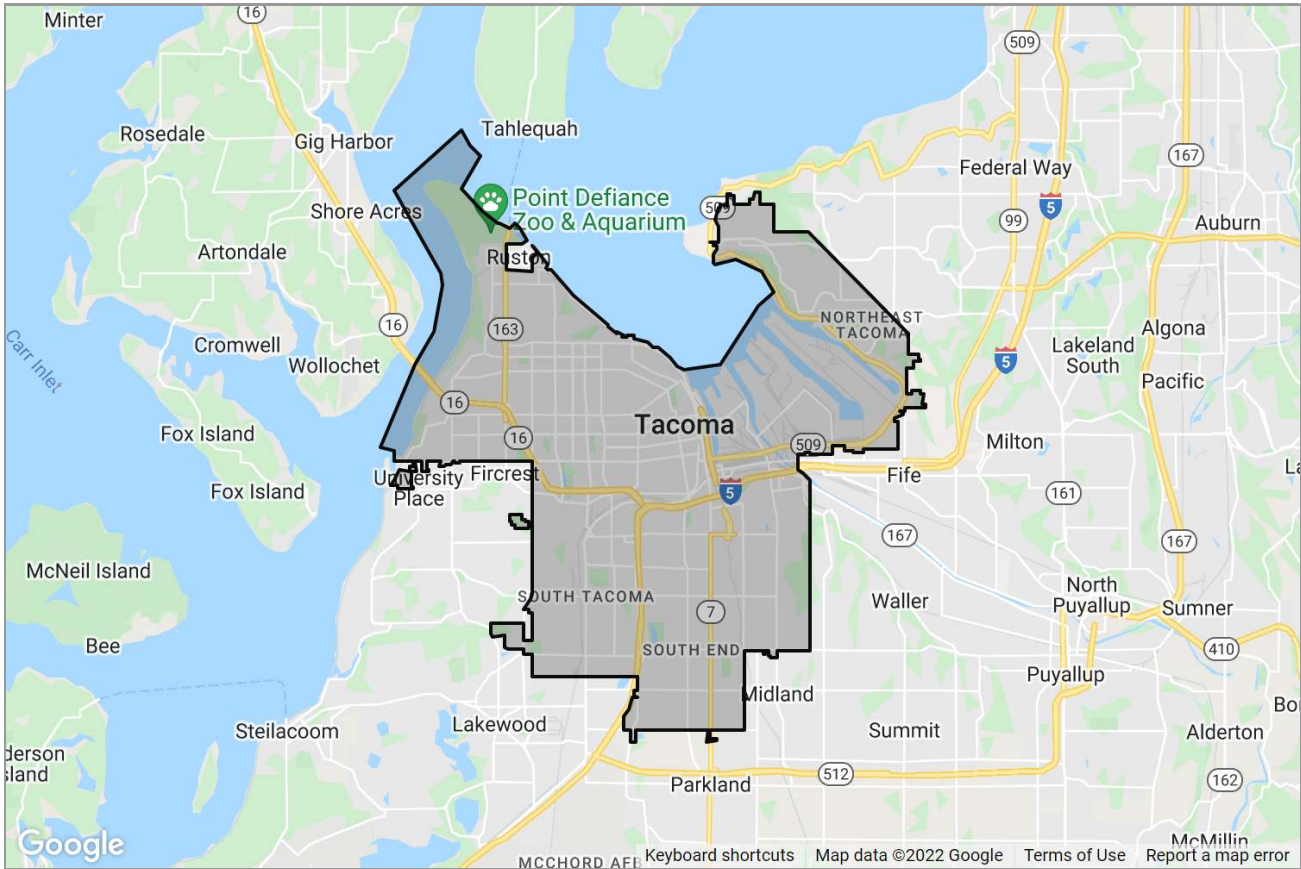 Minter
16
509
Tahlequah
Rosedale
Gig Harbor
167
Federal Way
Point Defiance
Zoo & Aquarium
509
5
99
Shore Acres
Auburn
Artondale
Ruston
NORTHEAST
TACOMA
16
163
Algona
Carr Inlet
Cromwell
Wollochet
5
Lakeland
South
Pacific
16
Fox Island
16
Tacoma
509
Milton
University
Place
Fircrest
Fife
Fox Island
5
161
167
167
McNeil Island
SOUTH TACOMA
7
Waller
North
Puyallup
Sumner
Bee
SOUTH END
410
Puyallup
Midland
Steilacoom
Lakewood
Summit
Alderton
Parkland
512
162
McMillin
Google
MCCHORD AFB
Keyboard shortcuts
Map data ©2022 Google
Terms of Use
Report a map error